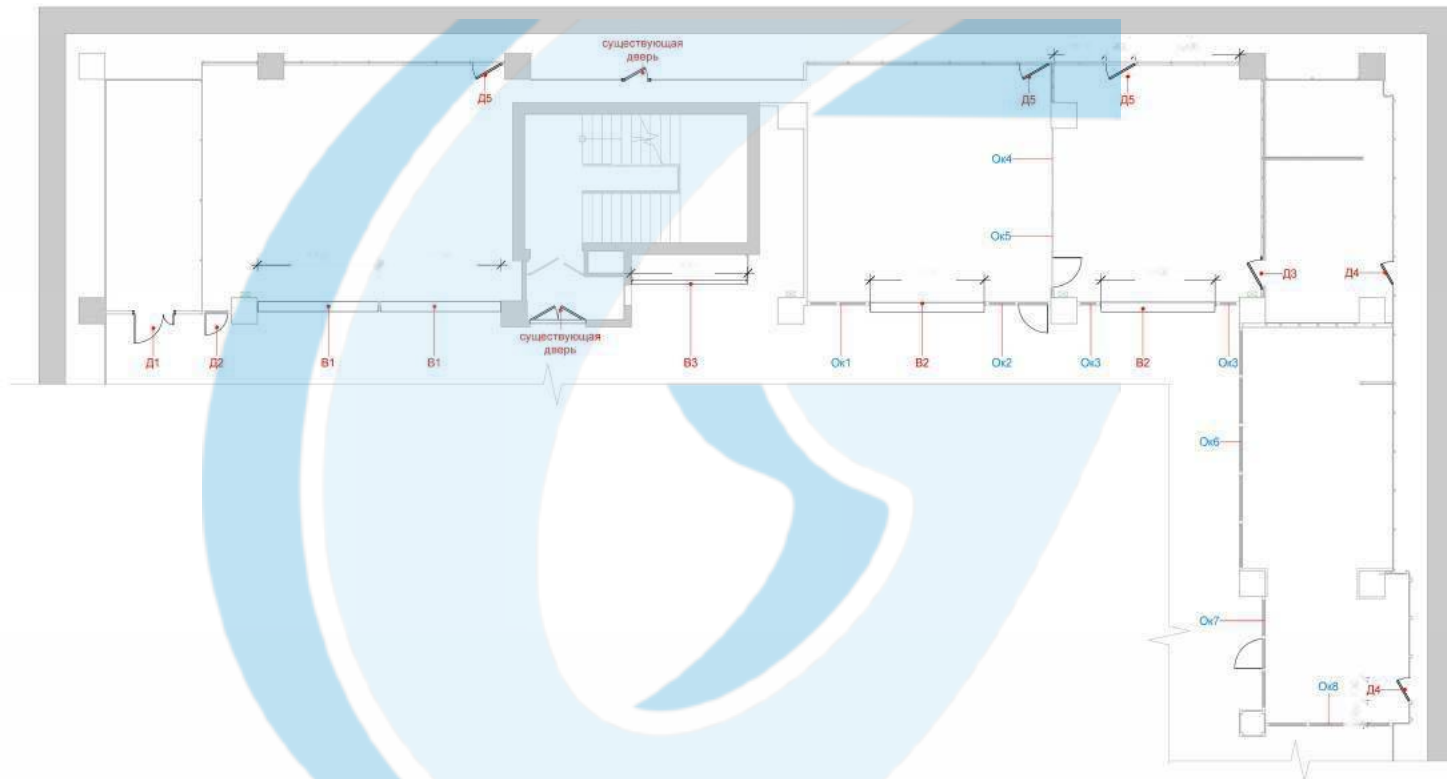 существующая
дверь
Д5
Д5
Д5
Ок4
Ок5
Д3
Д4
существующая
дверь
Д1
Д2
В1
В1
В3
Ок1
В2
Ок2
Ок3
В2
Ок3
Ок6
Ок7
Ок8
Д4